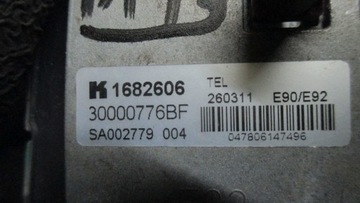 K 1682606 TEL
30000776BF 260311 E90/E92
SA002779 004 047806147496